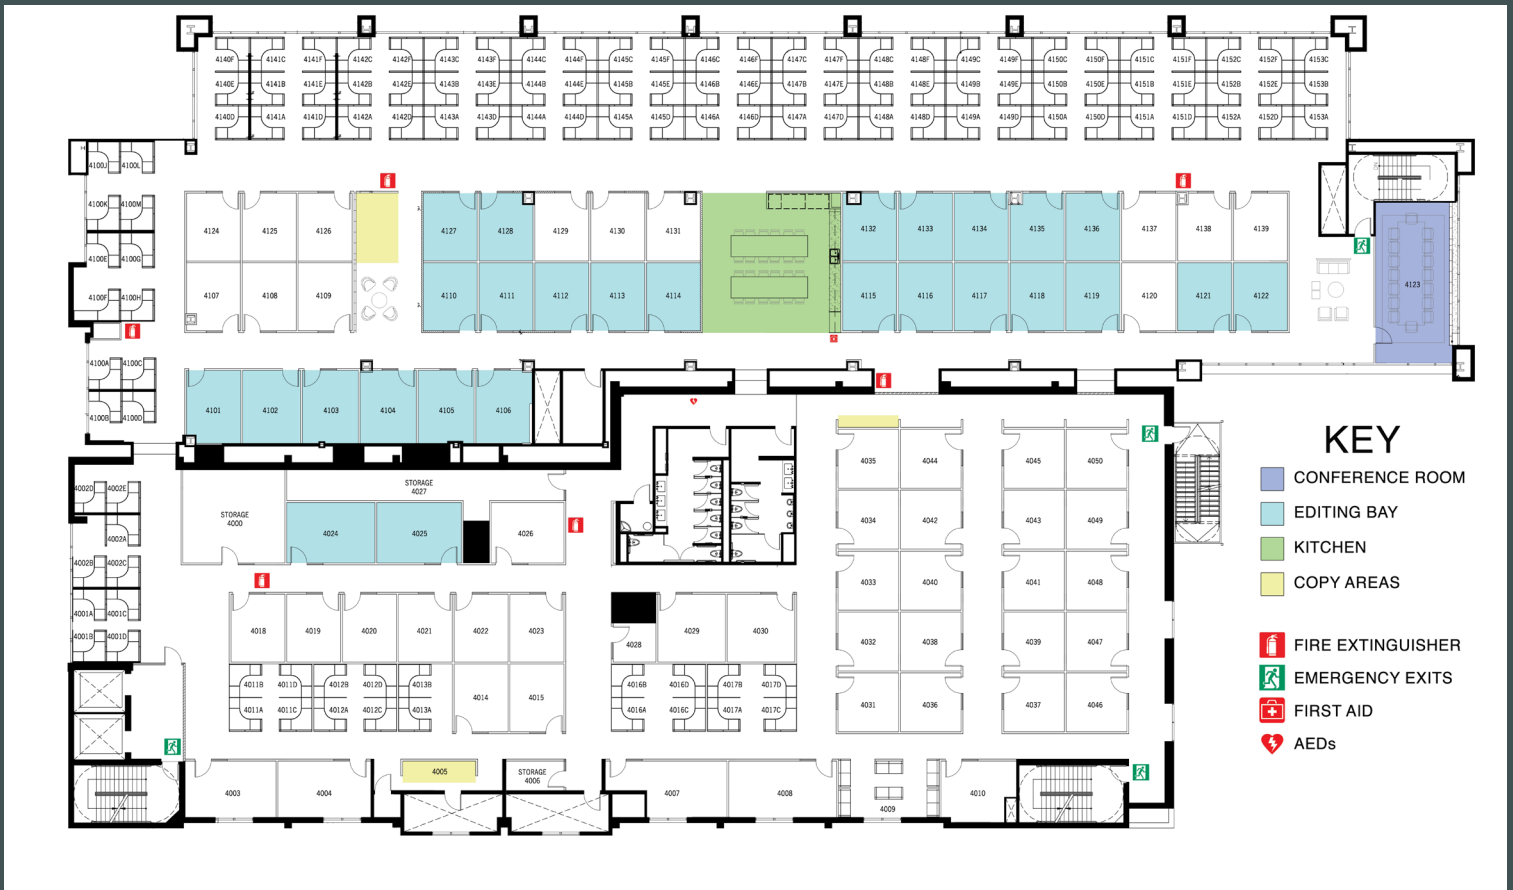 4140F 4141C 4141F 4142C 4142F 4143C 4143F 4144C 4144F 4145C 4145F 4146C 4146F 4147C 4147F 4148C 4148F 4149C 4149F 4150C 4150F 4151C 4151F 4152C 4152F 4153C
4140E 4141B 4141E 4142B 4142E 4143B 4143E 4144B 4144E 4145B 4145E 4146B 4146E 4147B 4147E 4148B 4148E 4149B 4149E 4150B 4150E 4151B 4151E 4152B 4152E 4153B
4140D 4141A 4141D 4142A 4142D 4143A 4143D 4144A 4144D 4145A 4145D 4146A 4146D 4147A 4147D 4148A 4148D 4149A 4149D 4150A 4150D 4151A 4151D 4152A 4152D 4153A
4100J 4100L
4100K 4100M
4124 4125 4126 4127 4128 4129 4130 4131 4132 4133 4134 4135 4136 4137 4138 4139
4100E 4100G
4123
4100F 4100H
4107 4108 4109 4110 4111 4112 4113 4114 4115 4116 4117 4118 4119 4120 4121 4122
4100A 4100C
4100B 4100D
4101 4102 4103 4104 4105 4106
KEY
4035 4044 4045 4050
CONFERENCE ROOM
4002D 4002E
STORAGE
4027
STORAGE
4000
EDITING BAY
4034 4042 4043 4049
4024 4025 4026
4002A
KITCHEN
4002B 4002C
4033 4040 4041 4048
COPY AREAS
4001A 4001C
4018 4019 4020 4021 4022 4023
4028 4029 4030
4001B 4001D
4032 4038 4039 4047
FIRE EXTINGUISHER
EMERGENCY EXITS
4011B 4011D 4012B 4012D 4013B
4014 4015
4016B 4016D 4017B 4017D
4011A 4011C 4012A 4012C 4013A
4016A 4016C 4017A 4017C
4031 4036 4037 4046
FIRST AID
AEDs
4005
STORAGE
4006
4003 4004 4007 4008 4010
4009